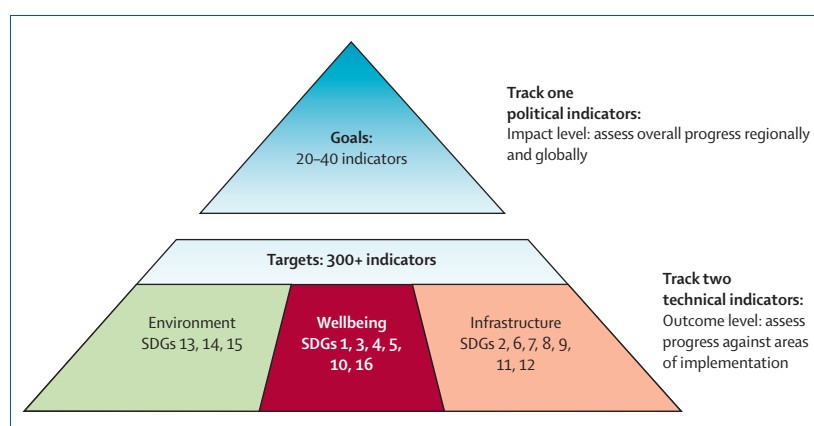 Goals:
20–40 indicators
Track one
political indicators:
Impact level: assess overall progress regionally
and globally
Targets: 300+ indicators
Environment
SDGs 13, 14, 15
Wellbeing
SDGs 1, 3, 4, 5,
10, 16
Infrastructure
SDGs 2, 6, 7, 8, 9,
11, 12
Track two
technical indicators:
Outcome level: assess
progress against areas
of implementation